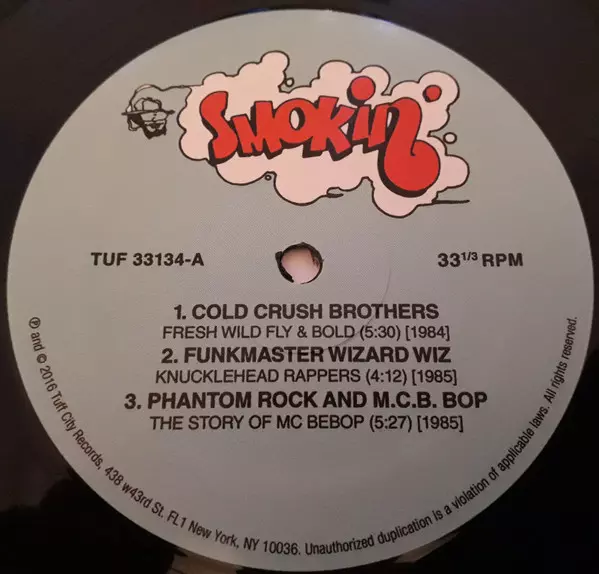 Smokin'
TUF 33134-A
33 1/3 RPM
1. COLD CRUSH BROTHERS
FRESH WILD FLY & BOLD (5:30) [1984]
2. FUNKMASTER WIZARD WIZ
KNUCKLEHEAD RAPPERS (4:12) [1985]
3. PHANTOM ROCK AND M.C.B. BOP
THE STORY OF MC BEBOP (5:27) [1985]
℗ and © 2016 Tuff City Records, 438 w43rd St. FL1 New York, NY 10036. Unauthorized duplication is a violation of applicable laws. All rights reserved.